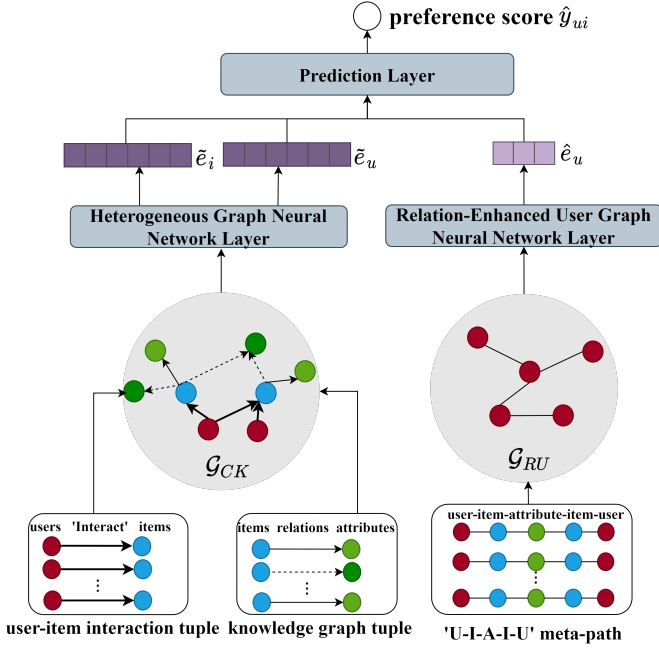 preference score ŷ_ui
Prediction Layer
ẽ_i
ẽ_u
ê_u
Heterogeneous Graph Neural
Network Layer
Relation-Enhanced User Graph
Neural Network Layer
𝒢_CK
𝒢_RU
users 'Interact' items
⋮
user-item interaction tuple
items relations attributes
⋮
knowledge graph tuple
user-item-attribute-item-user
⋮
'U-I-A-I-U' meta-path